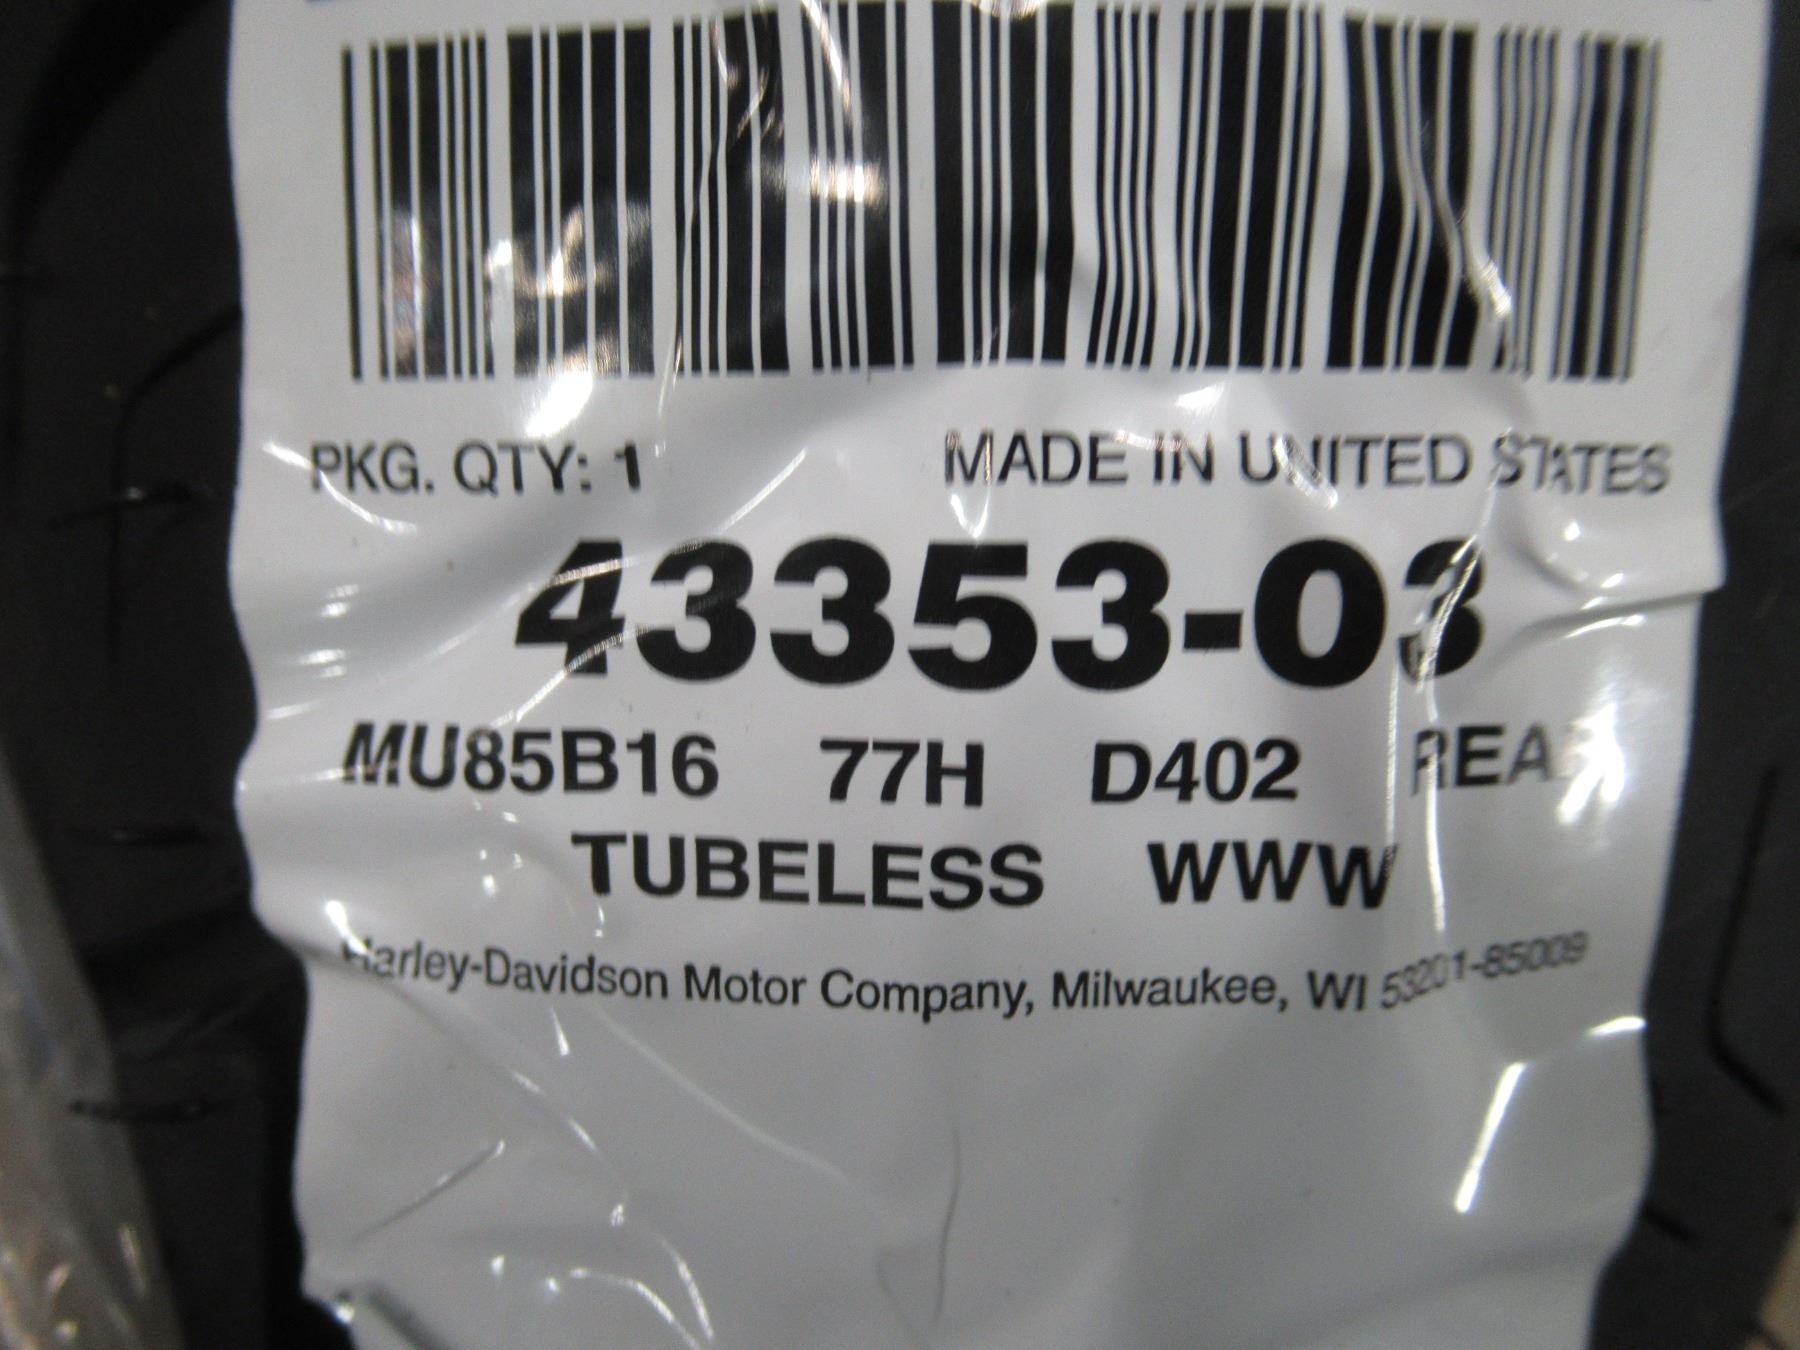 PKG. QTY: 1 MADE IN UNITED STATES
43353-03
MU85B16 77H D402 REAR
TUBELESS WWW
Harley-Davidson Motor Company, Milwaukee, WI 53201-85009